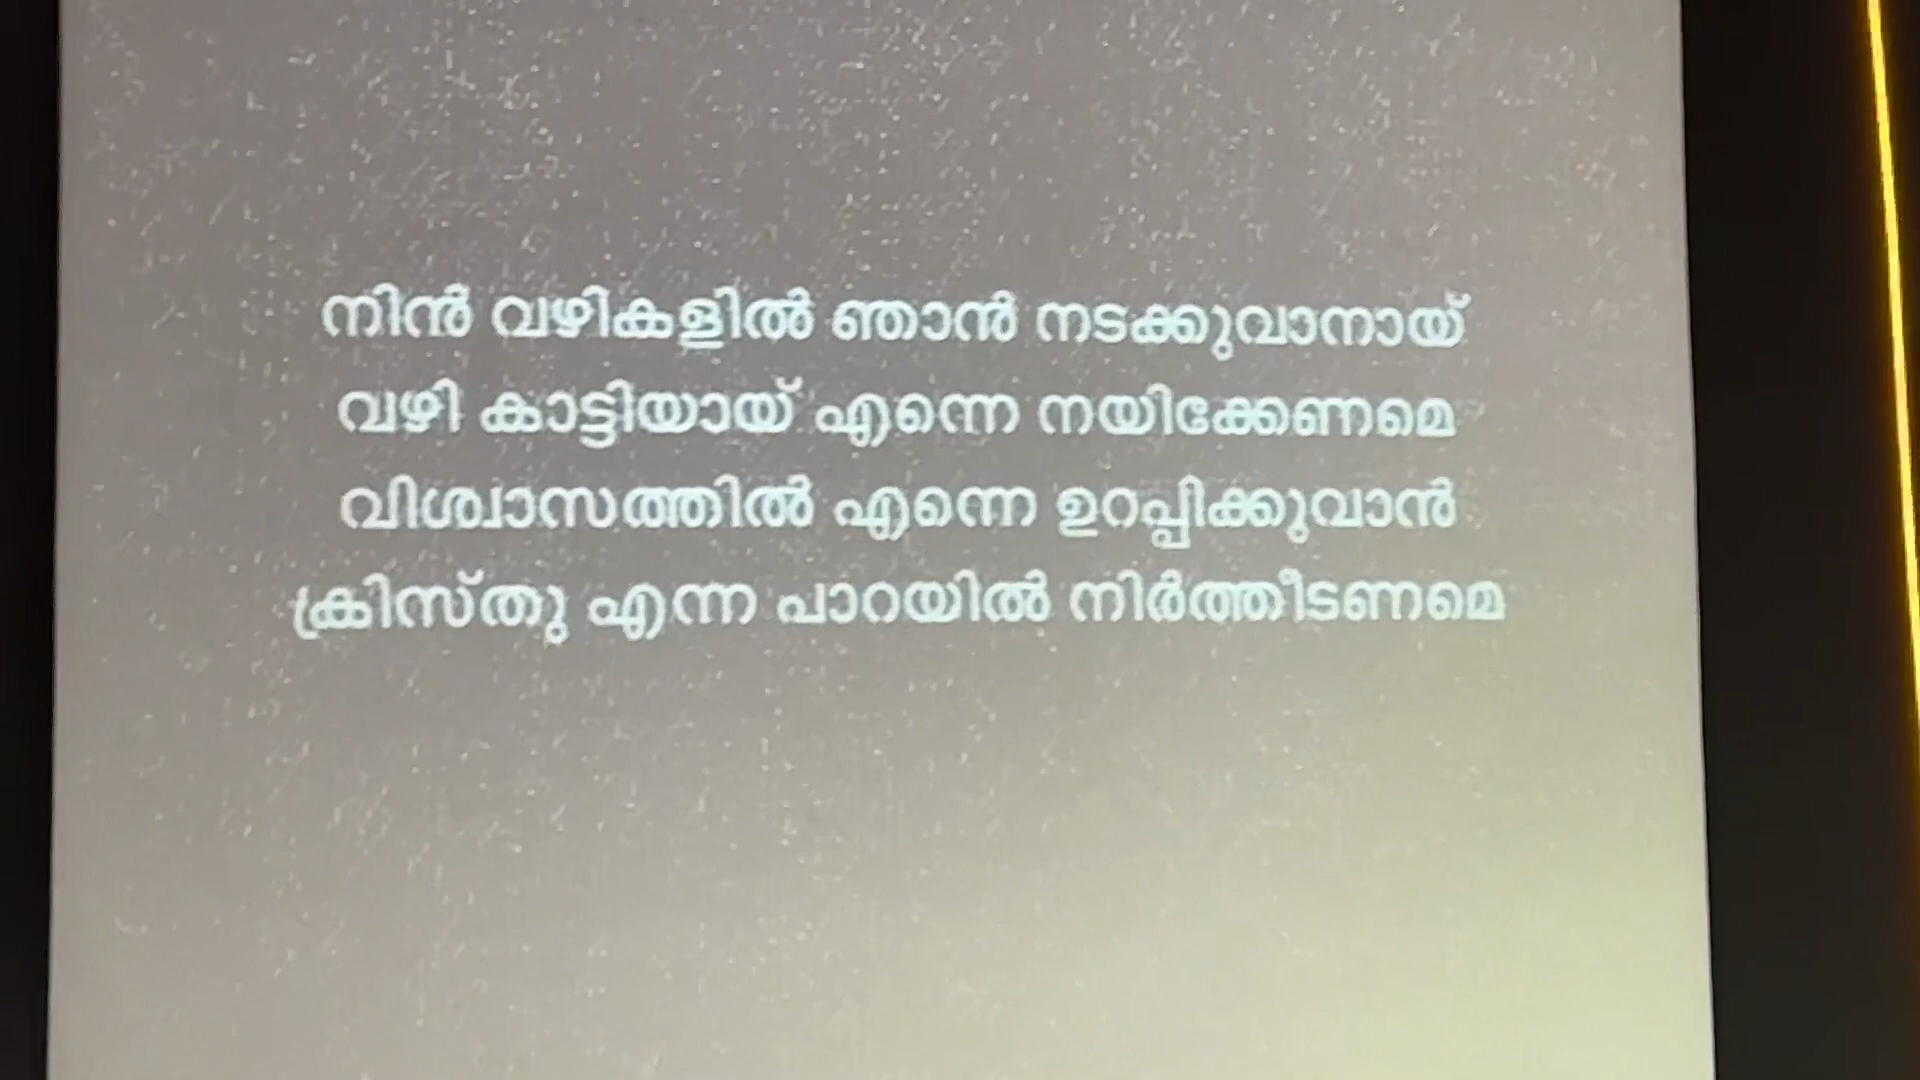 നിൻ വഴികളിൽ ഞാൻ നടക്കുവാനായ്
വഴി കാട്ടിയായ് എന്നെ നയിക്കേണമെ
വിശ്വാസത്തിൽ എന്നെ ഉറപ്പിക്കുവാൻ
ക്രിസ്തു എന്ന പാറയിൽ നിർത്തീടണമെ